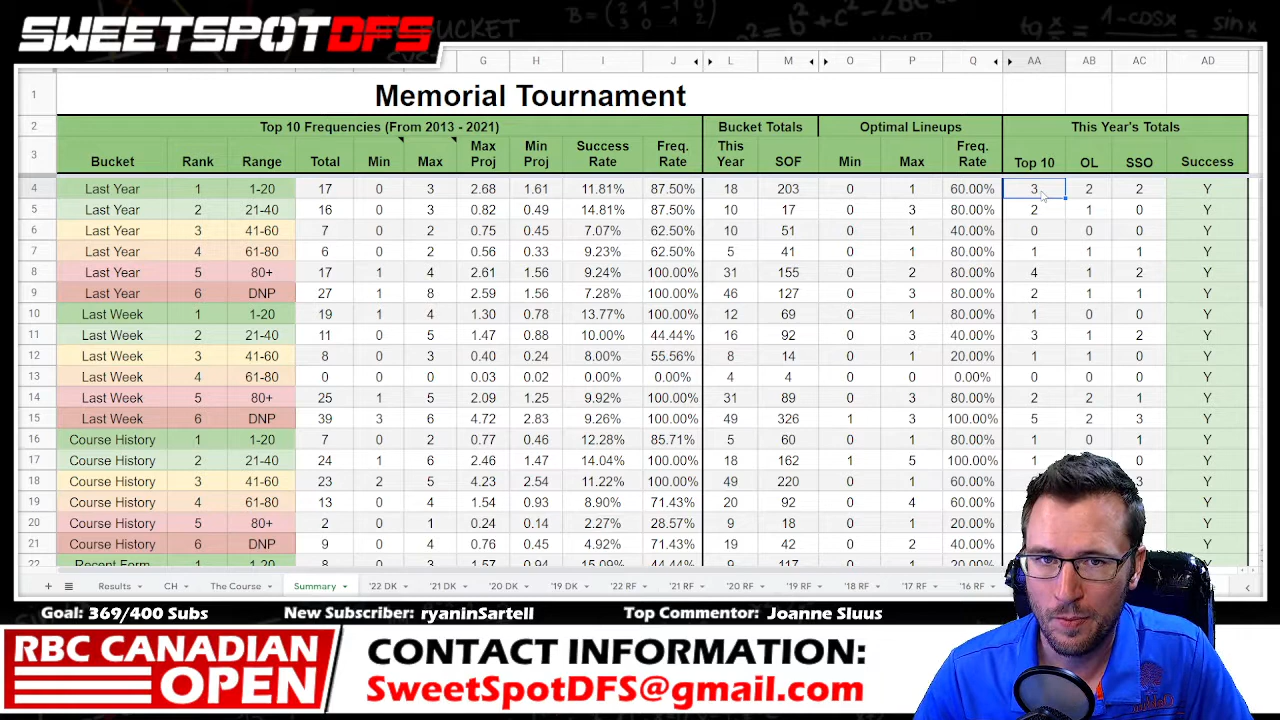 SWEETSPOTDFS
G H I J L M O P Q AA AB AC AD
1 Memorial Tournament
2 Top 10 Frequencies (From 2013 - 2021) Bucket Totals Optimal Lineups This Year's Totals
3 Bucket Rank Range Total Min Max Max Proj Min Proj Success Rate Freq. Rate This Year SOF Min Max Freq. Rate Top 10 OL SSO Success
4 Last Year 1 1-20 17 0 3 2.68 1.61 11.81% 87.50% 18 203 0 1 60.00% 3 2 2 Y
5 Last Year 2 21-40 16 0 3 0.82 0.49 14.81% 87.50% 10 17 0 3 80.00% 2 1 0 Y
6 Last Year 3 41-60 7 0 2 0.75 0.45 7.07% 62.50% 10 51 0 1 40.00% 0 0 0 Y
7 Last Year 4 61-80 6 0 2 0.56 0.33 9.23% 62.50% 5 41 0 1 80.00% 1 1 1 Y
8 Last Year 5 80+ 17 1 4 2.61 1.56 9.24% 100.00% 31 155 0 2 80.00% 4 1 2 Y
9 Last Year 6 DNP 27 1 8 2.59 1.56 7.28% 100.00% 46 127 0 3 80.00% 2 1 1 Y
10 Last Week 1 1-20 19 1 4 1.30 0.78 13.77% 100.00% 12 69 0 1 80.00% 0 0 0 Y
11 Last Week 2 21-40 11 0 5 1.47 0.88 10.00% 44.44% 16 92 0 3 40.00% 3 1 2 Y
12 Last Week 3 41-60 8 0 3 0.40 0.24 8.00% 55.56% 8 14 0 1 20.00% 1 1 0 Y
13 Last Week 4 61-80 0 0 0 0.03 0.02 0.00% 0.00% 4 4 0 0 0.00% 0 0 0 Y
14 Last Week 5 80+ 25 1 5 2.09 1.25 9.92% 100.00% 31 89 0 3 80.00% 2 2 1 Y
15 Last Week 6 DNP 39 3 6 4.72 2.83 9.26% 100.00% 49 326 1 3 100.00% 5 2 3 Y
16 Course History 1 1-20 7 0 2 0.77 0.46 12.28% 85.71% 5 60 0 1 80.00% 1 0 1 Y
17 Course History 2 21-40 24 1 6 2.46 1.47 14.04% 100.00% 18 162 1 5 100.00% 1 0 Y
18 Course History 3 41-60 23 2 5 4.23 2.54 11.22% 100.00% 49 220 1 4 100.00% 3 Y
19 Course History 4 61-80 13 0 4 1.54 0.93 8.90% 71.43% 20 92 0 4 60.00% Y
20 Course History 5 80+ 2 0 1 0.24 0.14 2.27% 28.57% 9 18 0 1 20.00% Y
21 Course History 6 DNP 9 0 4 0.76 0.45 4.92% 71.43% 19 42 0 2 40.00% Y
Recent Form 1 1-20 8 0 3 1.57 0.94 15.09% 44.44% 9 117 0 20.00%
+ Results CH The Course Summary '22 DK '21 DK '20 DK '19 DK '22 RF '21 RF '20 RF '19 RF '18 RF '17 RF '16 RF
Goal: 369/400 Subs New Subscriber: ryaninSartell Top Commentor: Joanne Sluus
RBC CANADIAN
OPEN
CONTACT INFORMATION:
SweetSpotDFS@gmail.com